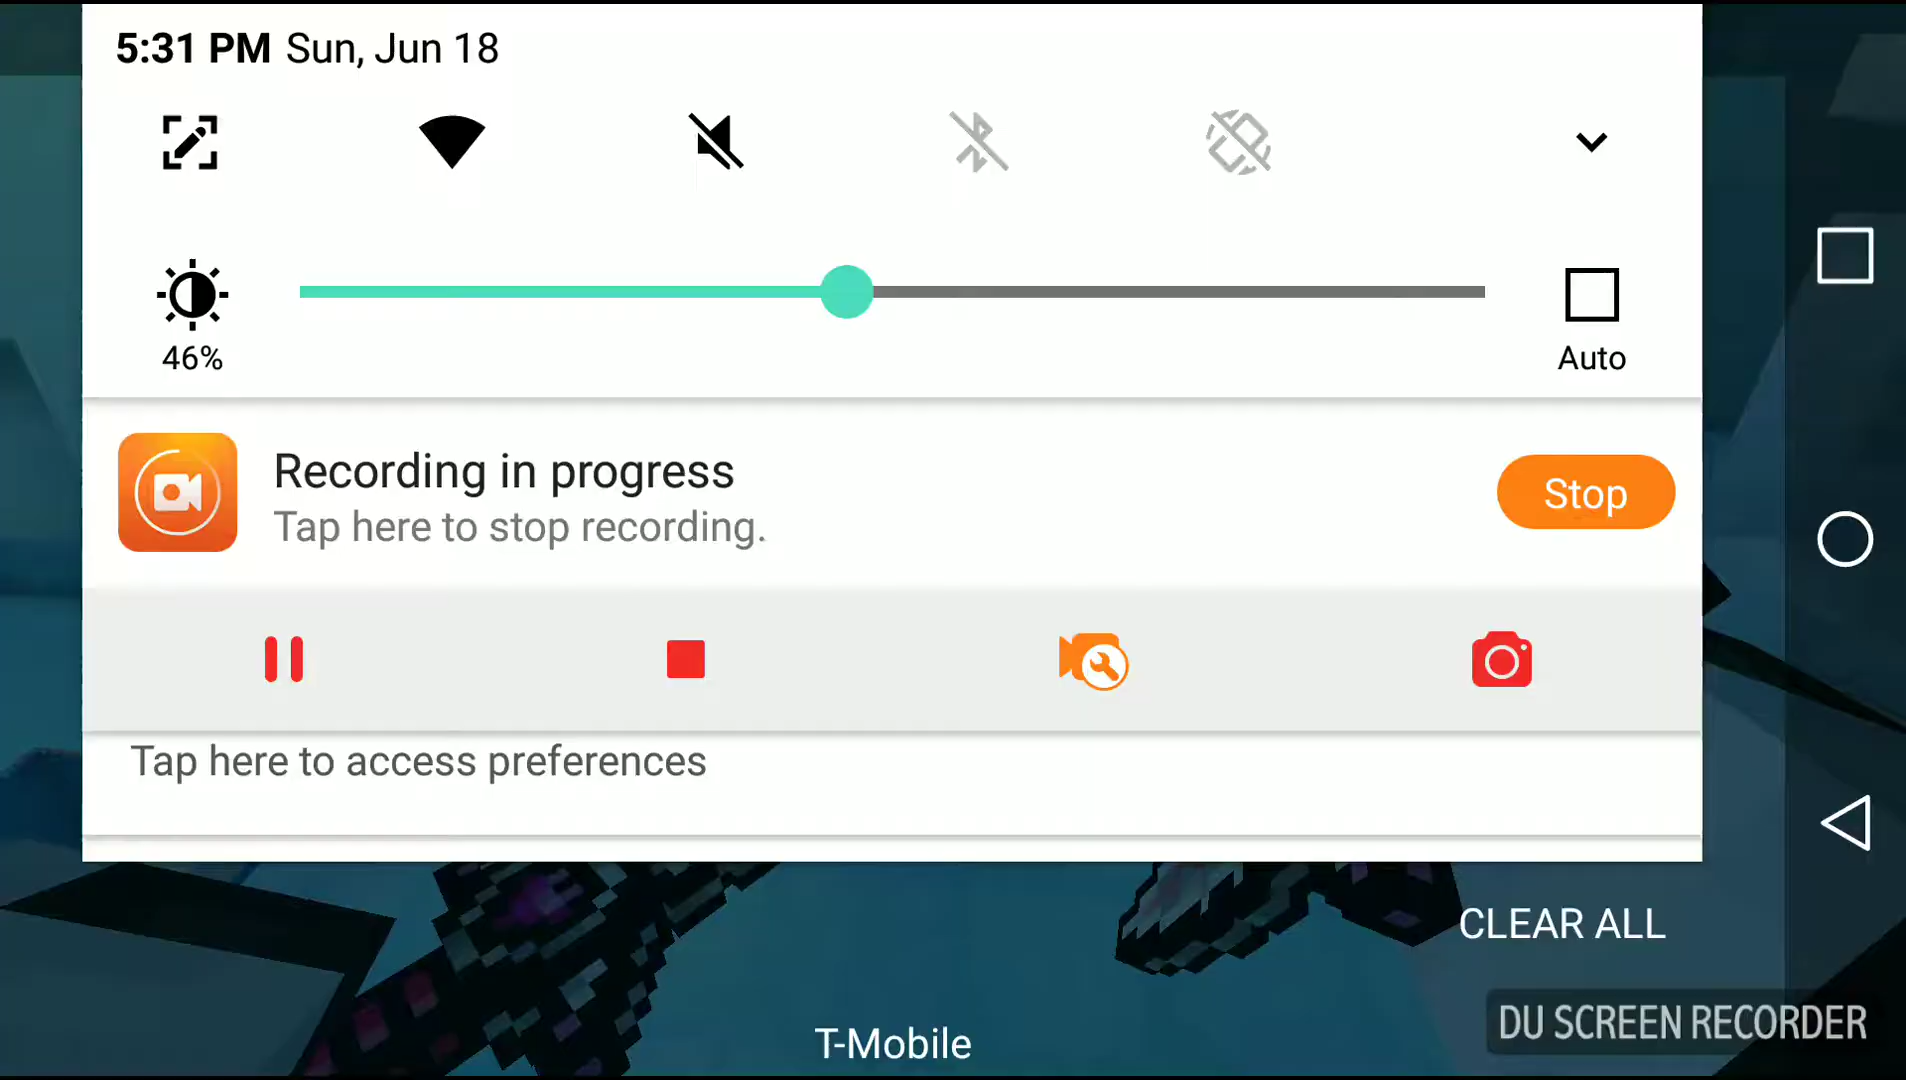 5:31 PM Sun, Jun 18
46%
Auto
Recording in progress
Tap here to stop recording.
Stop
Tap here to access preferences
CLEAR ALL
DU SCREEN RECORDER
T-Mobile